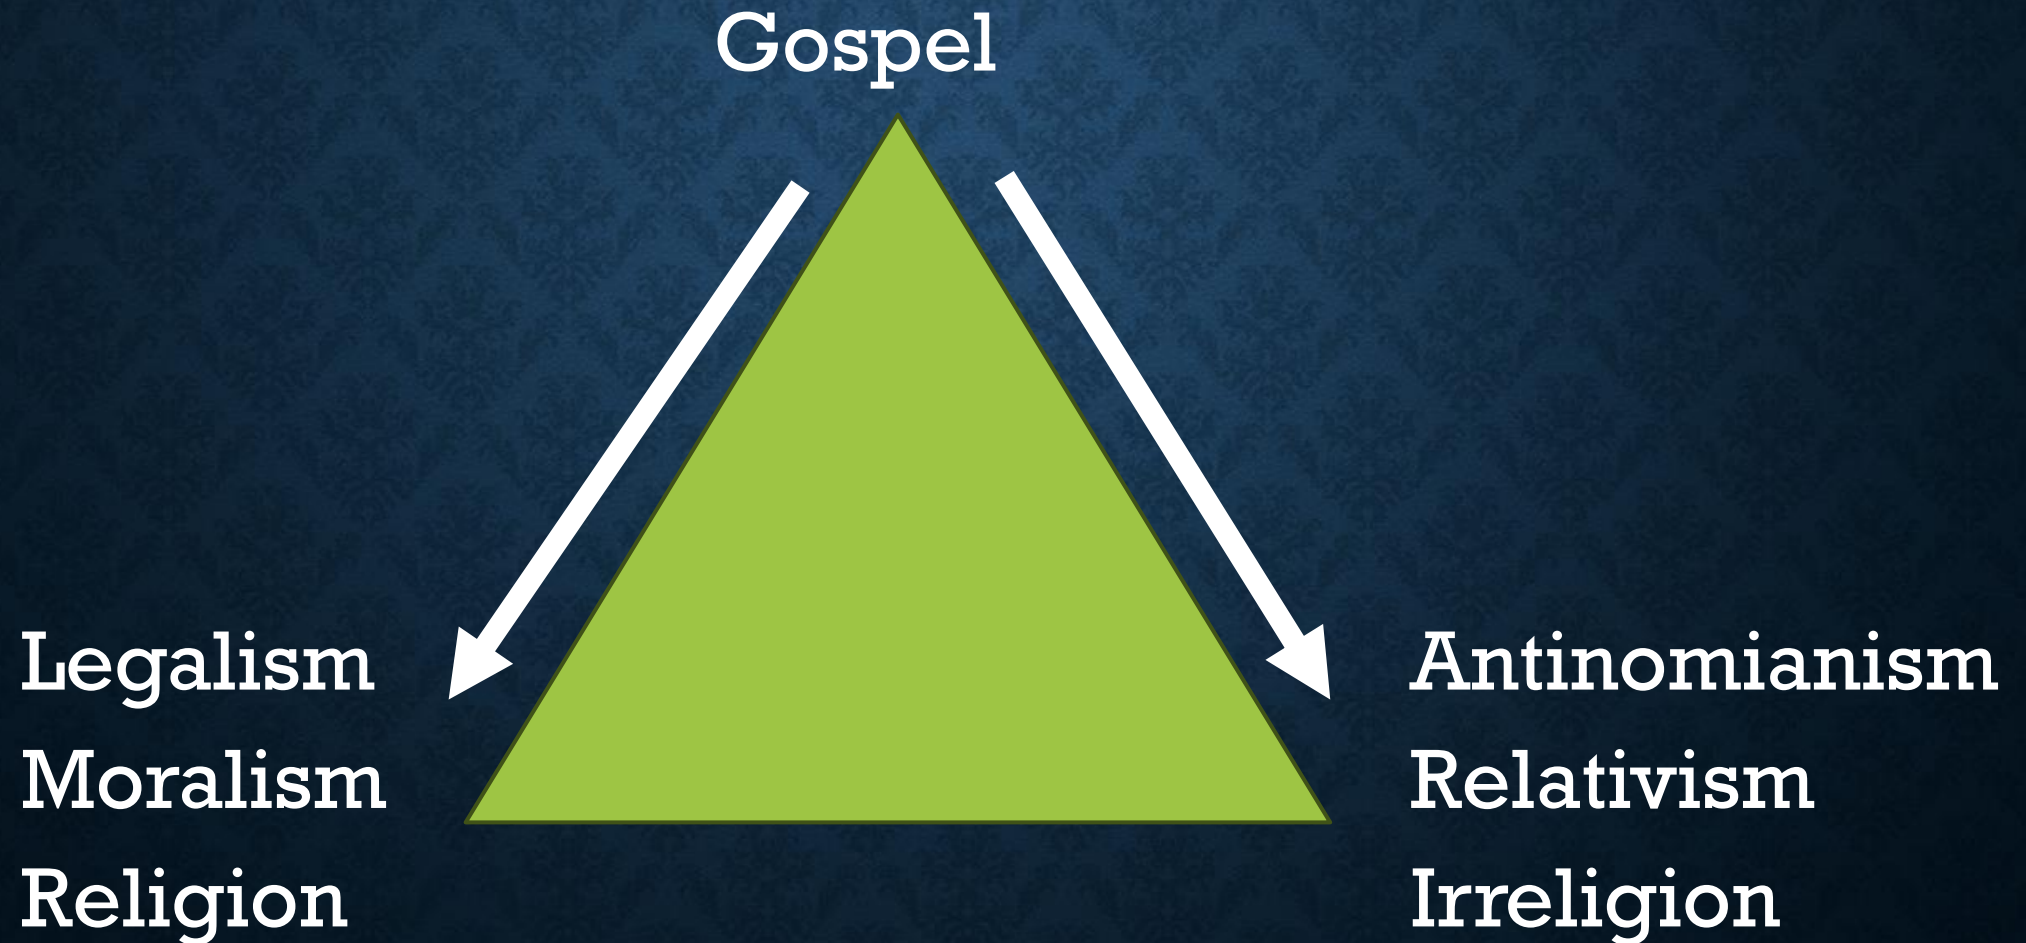 Gospel
Legalism
Moralism
Religion
Antinomianism
Relativism
Irreligion